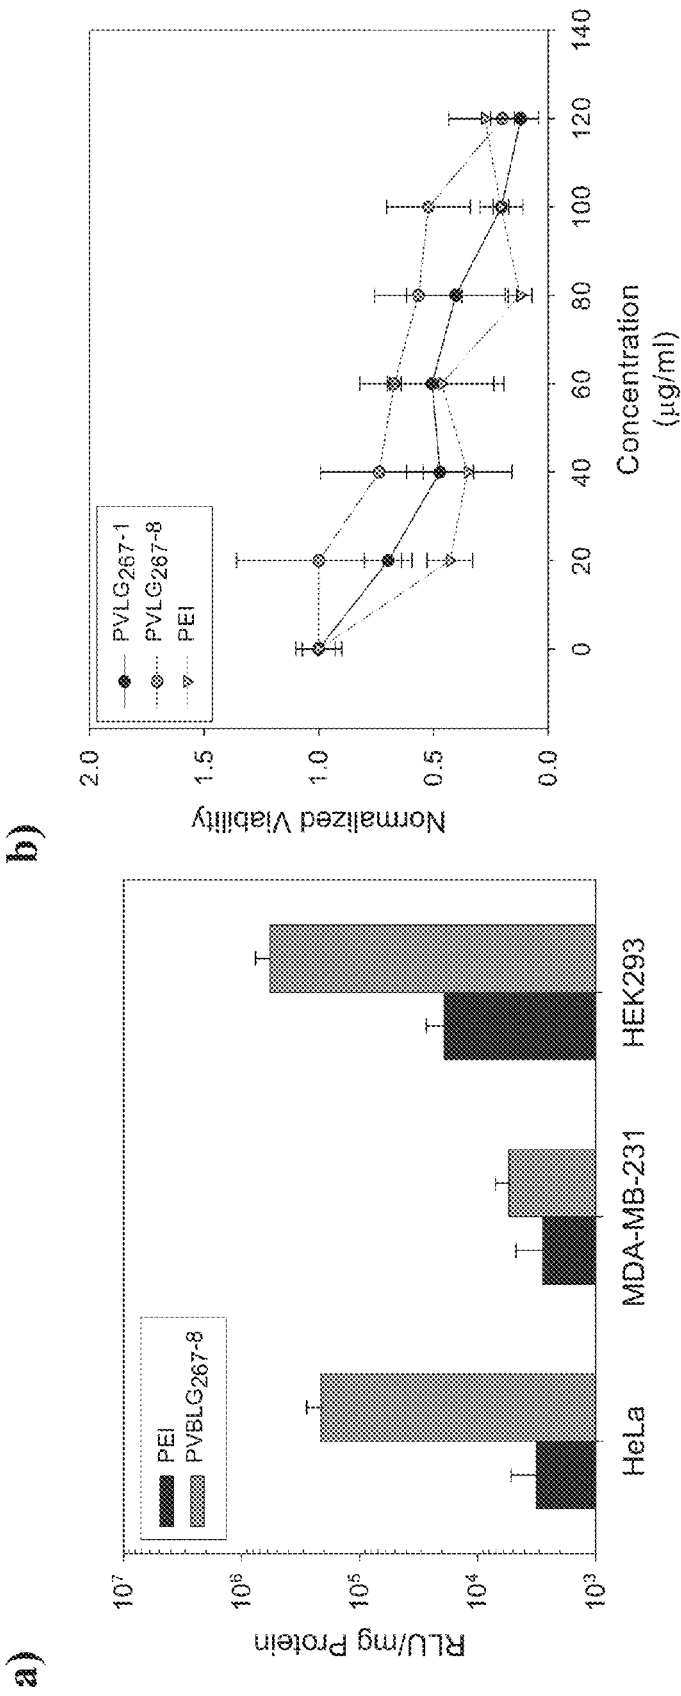 a)
10⁷
10⁶
10⁵
10⁴
10³
RLU/mg Protein
PEI
PVBLG267-8
HeLa
MDA-MB-231
HEK293
b)
2.0
1.5
1.0
0.5
0.0
Normalized Viability
PVLG267-1
PVLG267-8
PEI
0
20
40
60
80
100
120
140
Concentration
(μg/ml)